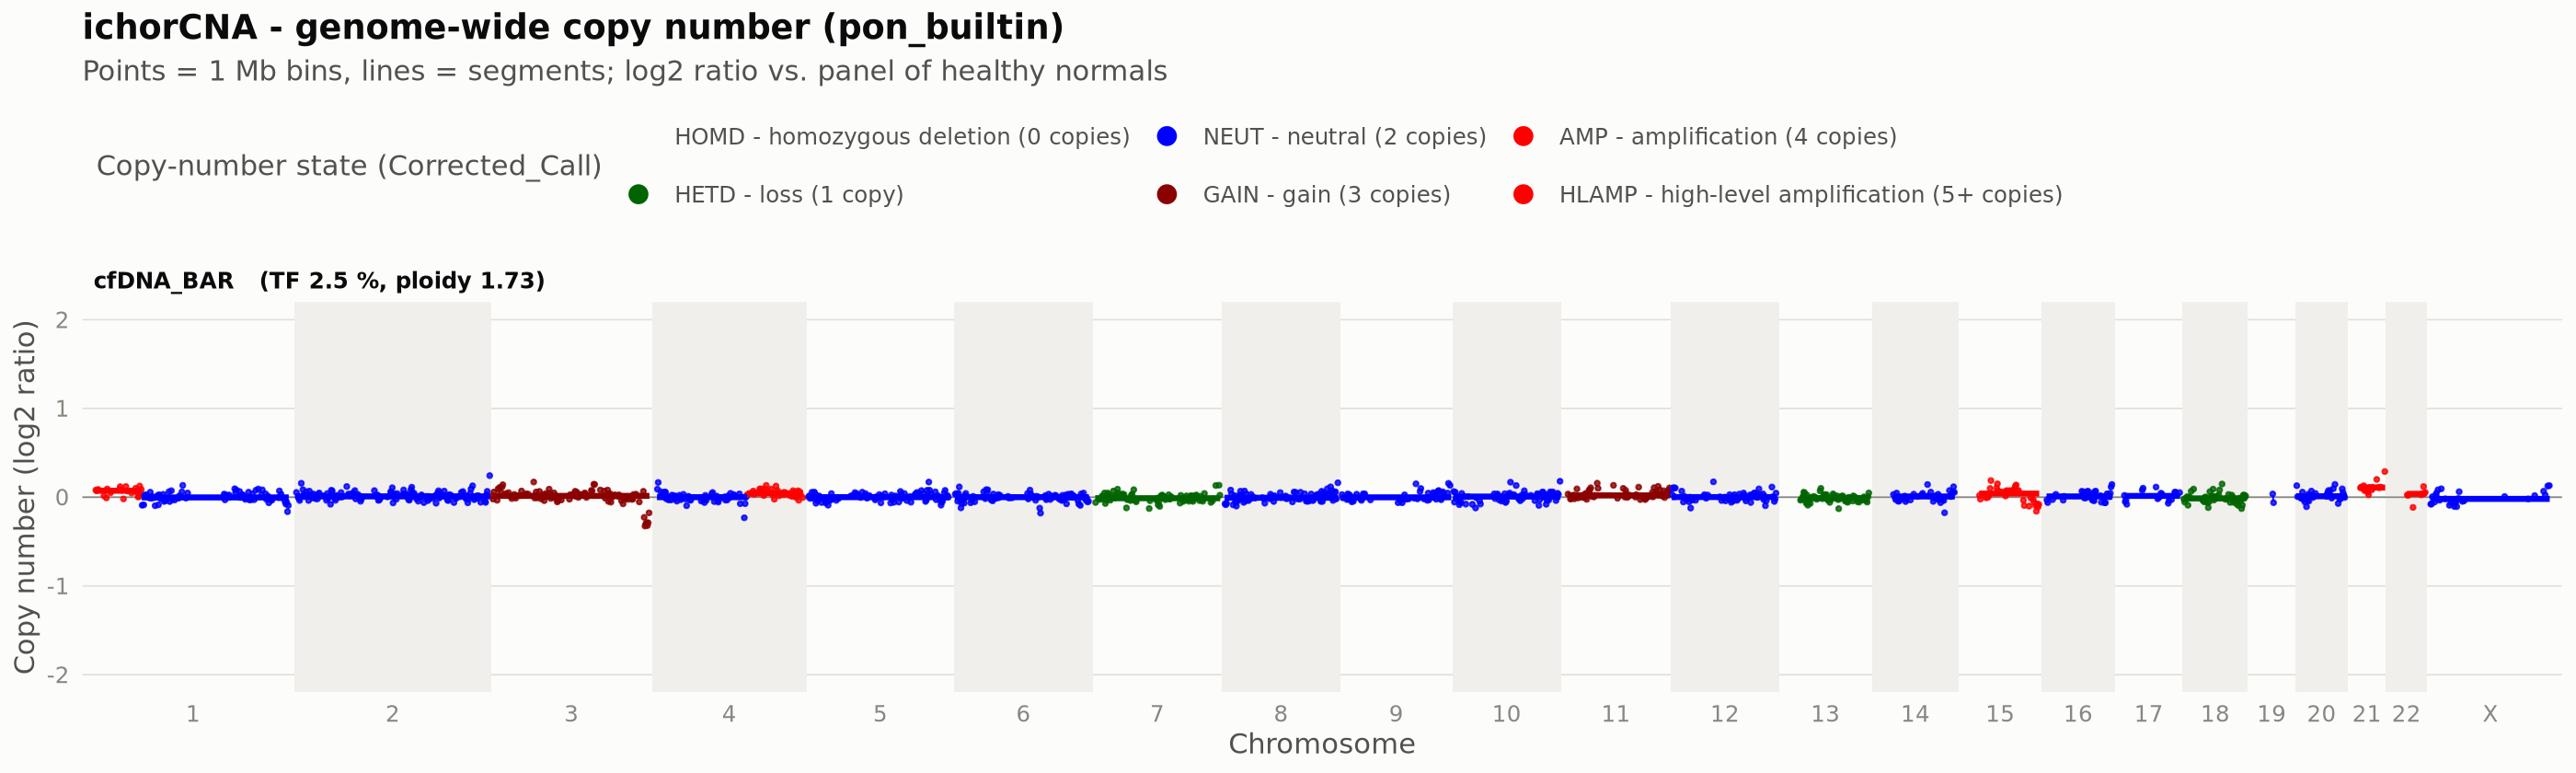 ichorCNA - genome-wide copy number (pon_builtin)
Points = 1 Mb bins, lines = segments; log2 ratio vs. panel of healthy normals
Copy-number state (Corrected_Call)
HOMD - homozygous deletion (0 copies)
NEUT - neutral (2 copies)
AMP - amplification (4 copies)
HETD - loss (1 copy)
GAIN - gain (3 copies)
HLAMP - high-level amplification (5+ copies)
cfDNA_BAR (TF 2.5 %, ploidy 1.73)
Copy number (log2 ratio)
2
1
0
-1
-2
1 2 3 4 5 6 7 8 9 10 11 12 13 14 15 16 17 18 19 20 21 22 X
Chromosome